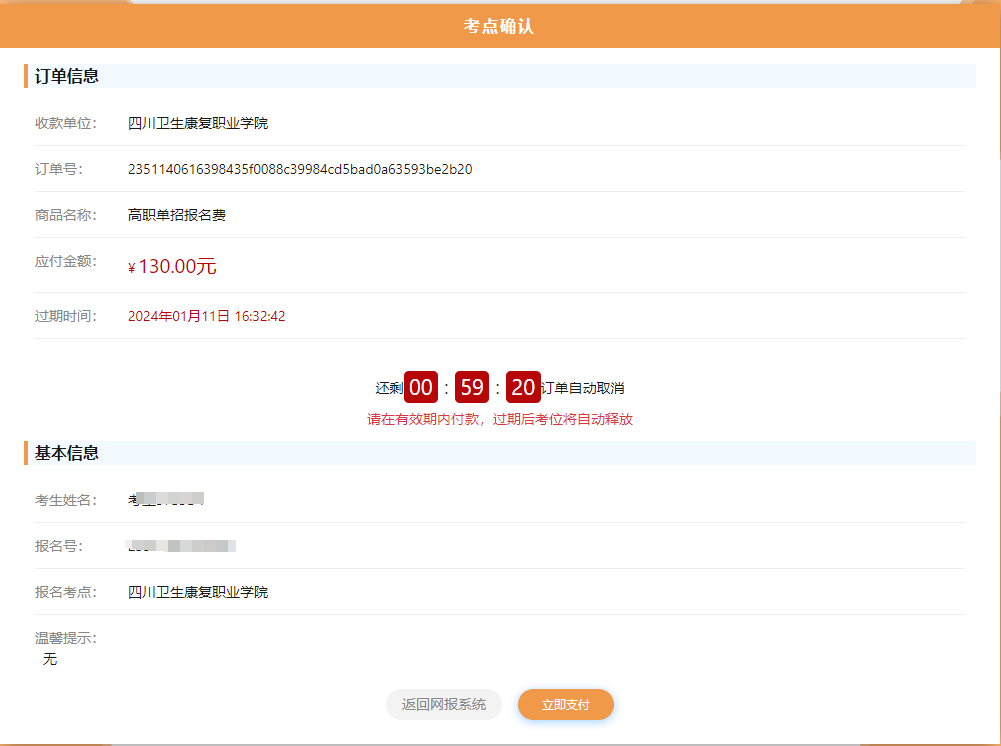 考点确认
订单信息
收款单位： 四川卫生康复职业学院
订单号： 2351140616398435f0088c39984cd5bad0a63593be2b20
商品名称： 高职单招报名费
应付金额： ¥130.00元
过期时间： 2024年01月11日 16:32:42
还剩00 : 59 : 20订单自动取消
请在有效期内付款，过期后考位将自动释放
基本信息
考生姓名：
报名号：
报名考点： 四川卫生康复职业学院
温馨提示：
无
返回网报系统 立即支付